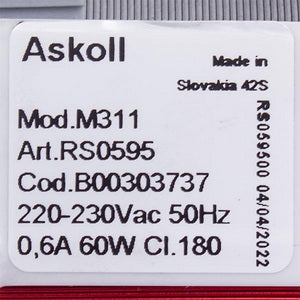 Askoll
Made in
Slovakia 42S
Mod.M311
Art.RS0595
Cod.B00303737
220-230Vac 50Hz
0,6A 60W Cl.180
RS059500 04/04/2022